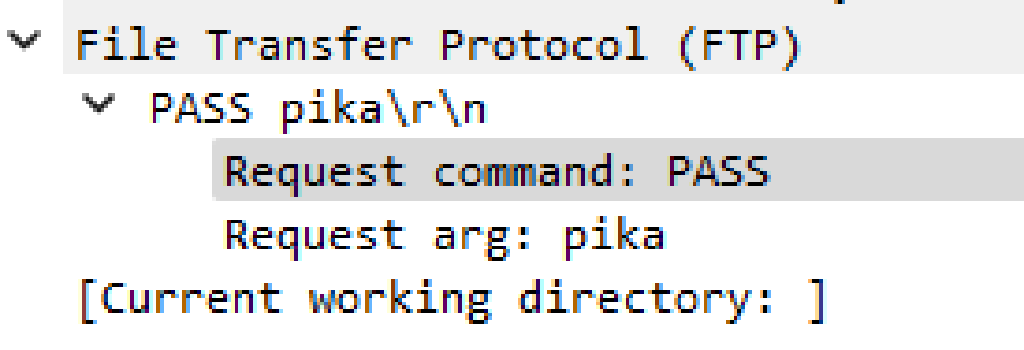 File Transfer Protocol (FTP)
PASS pika\r\n
Request command: PASS
Request arg: pika
[Current working directory: ]